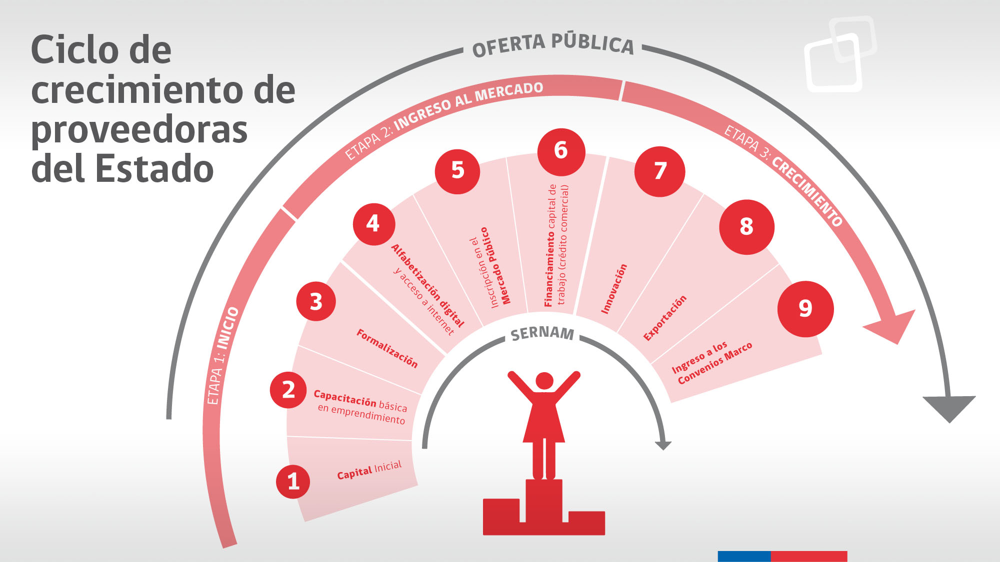 Ciclo de
crecimiento de
proveedoras
del Estado
OFERTA PÚBLICA
ETAPA 1: INICIO
ETAPA 2: INGRESO AL MERCADO
ETAPA 3: CRECIMIENTO
1
Capital Inicial
2
Capacitación básica
en emprendimiento
3
Formalización
4
Alfabetización digital
y acceso a internet
5
Inscripción en el
Mercado Público
6
Financiamiento capital de
trabajo (crédito comercial)
7
Innovación
8
Exportación
9
Ingreso a los
Convenios Marco
SERNAM